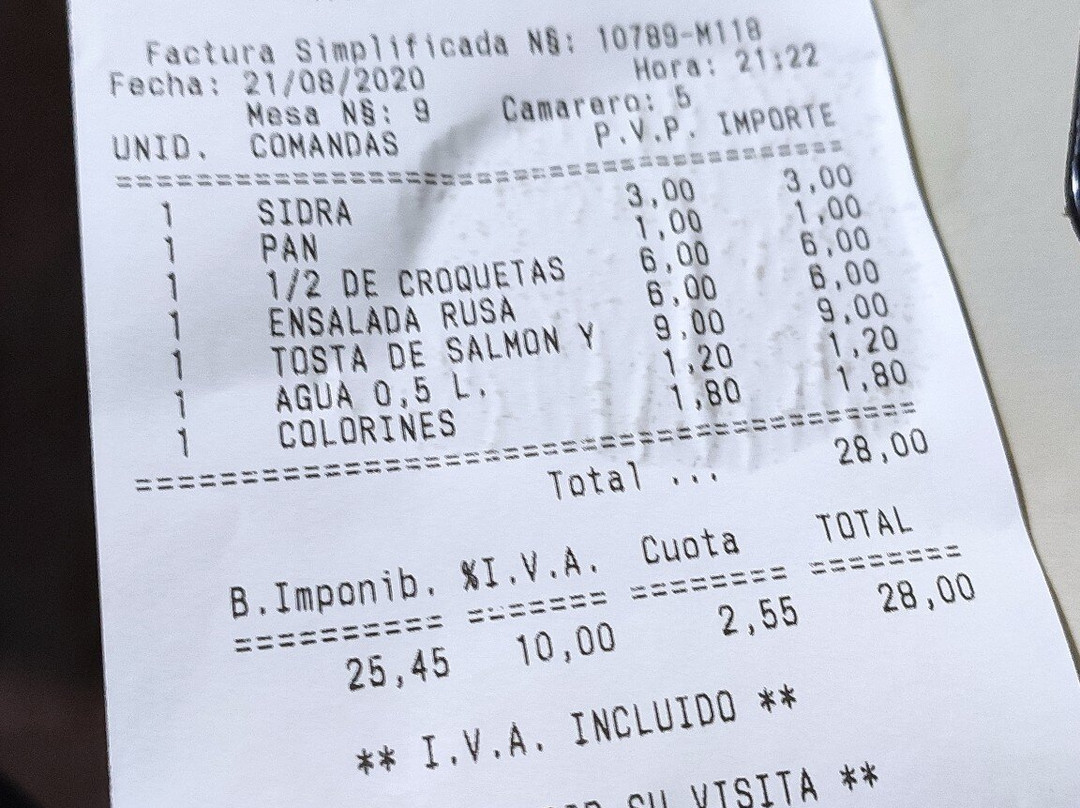 Factura Simplificada N§: 10789-M118
Fecha: 21/08/2020 Hora: 21:22
Mesa N§: 9 Camarero: 5
UNID. COMANDAS P.V.P. IMPORTE
==========================================
1 SIDRA 3,00 3,00
1 PAN 1,00 1,00
1 1/2 DE CROQUETAS 6,00 6,00
1 ENSALADA RUSA 6,00 6,00
1 TOSTA DE SALMON Y 9,00 9,00
1 AGUA 0,5 L. 1,20 1,20
1 COLORINES 1,80 1,80
==========================================
Total ... 28,00
B.Imponib. %I.V.A. Cuota TOTAL
========== ======= ======== ========
25,45 10,00 2,55 28,00
** I.V.A. INCLUIDO **
SU VISITA **